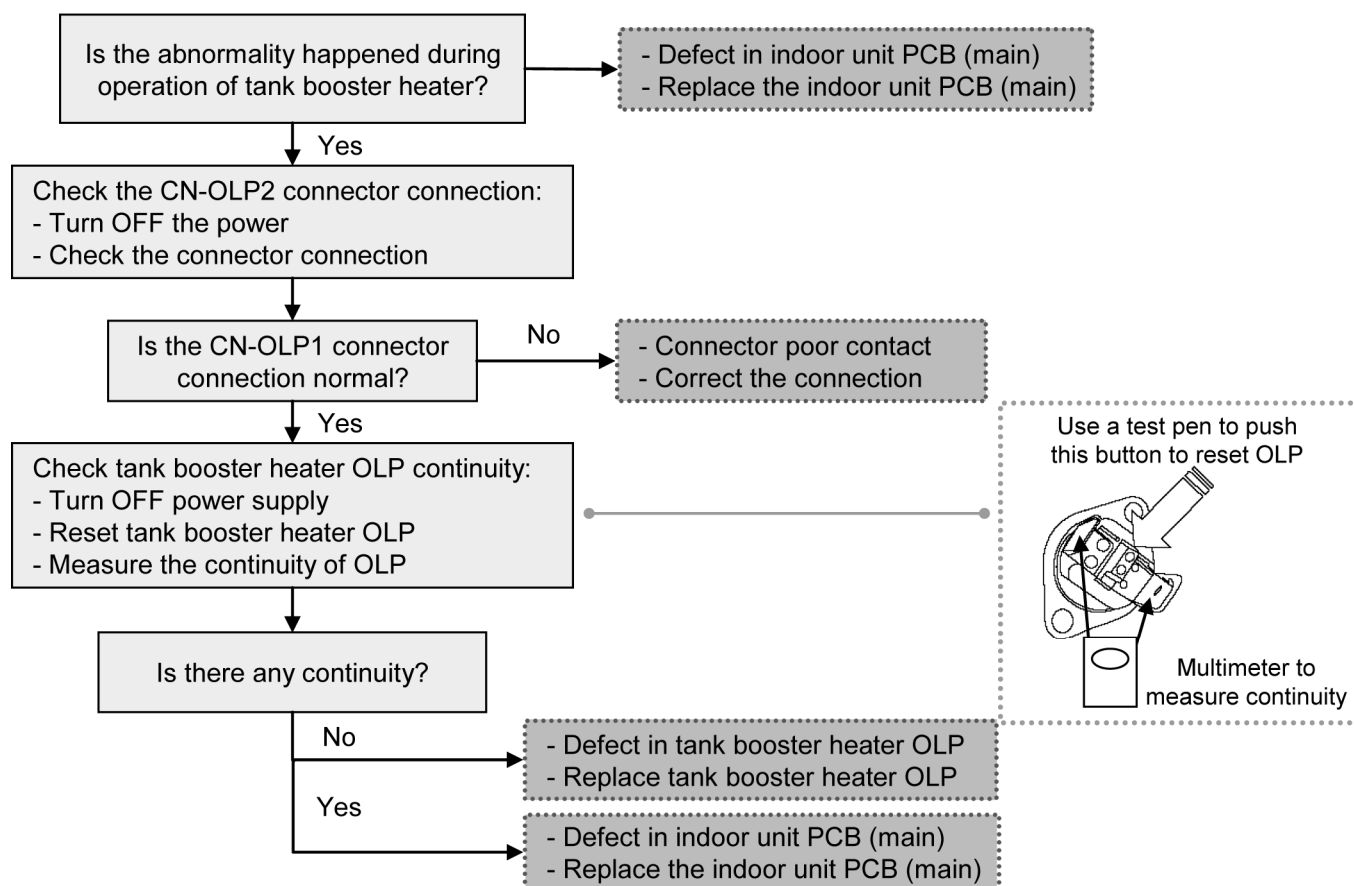 Is the abnormality happened during
operation of tank booster heater?
- Defect in indoor unit PCB (main)
- Replace the indoor unit PCB (main)
Yes
Check the CN-OLP2 connector connection:
- Turn OFF the power
- Check the connector connection
Is the CN-OLP1 connector
connection normal?
No
- Connector poor contact
- Correct the connection
Yes
Check tank booster heater OLP continuity:
- Turn OFF power supply
- Reset tank booster heater OLP
- Measure the continuity of OLP
Use a test pen to push
this button to reset OLP
Multimeter to
measure continuity
Is there any continuity?
No
- Defect in tank booster heater OLP
- Replace tank booster heater OLP
Yes
- Defect in indoor unit PCB (main)
- Replace the indoor unit PCB (main)